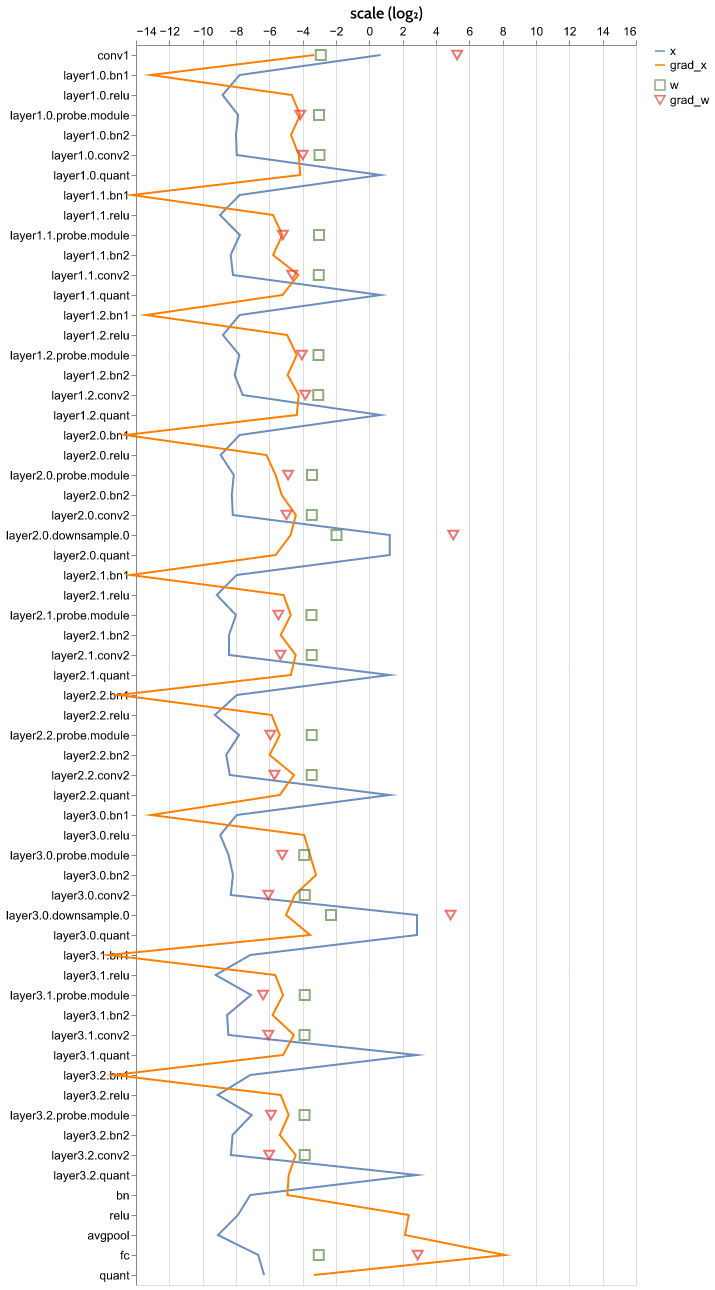 scale (log₂)
−14 −12 −10 −8 −6 −4 −2 0 2 4 6 8 10 12 14 16
x
grad_x
w
grad_w
conv1
layer1.0.bn1
layer1.0.relu
layer1.0.probe.module
layer1.0.bn2
layer1.0.conv2
layer1.0.quant
layer1.1.bn1
layer1.1.relu
layer1.1.probe.module
layer1.1.bn2
layer1.1.conv2
layer1.1.quant
layer1.2.bn1
layer1.2.relu
layer1.2.probe.module
layer1.2.bn2
layer1.2.conv2
layer1.2.quant
layer2.0.bn1
layer2.0.relu
layer2.0.probe.module
layer2.0.bn2
layer2.0.conv2
layer2.0.downsample.0
layer2.0.quant
layer2.1.bn1
layer2.1.relu
layer2.1.probe.module
layer2.1.bn2
layer2.1.conv2
layer2.1.quant
layer2.2.bn1
layer2.2.relu
layer2.2.probe.module
layer2.2.bn2
layer2.2.conv2
layer2.2.quant
layer3.0.bn1
layer3.0.relu
layer3.0.probe.module
layer3.0.bn2
layer3.0.conv2
layer3.0.downsample.0
layer3.0.quant
layer3.1.bn1
layer3.1.relu
layer3.1.probe.module
layer3.1.bn2
layer3.1.conv2
layer3.1.quant
layer3.2.bn1
layer3.2.relu
layer3.2.probe.module
layer3.2.bn2
layer3.2.conv2
layer3.2.quant
bn
relu
avgpool
fc
quant